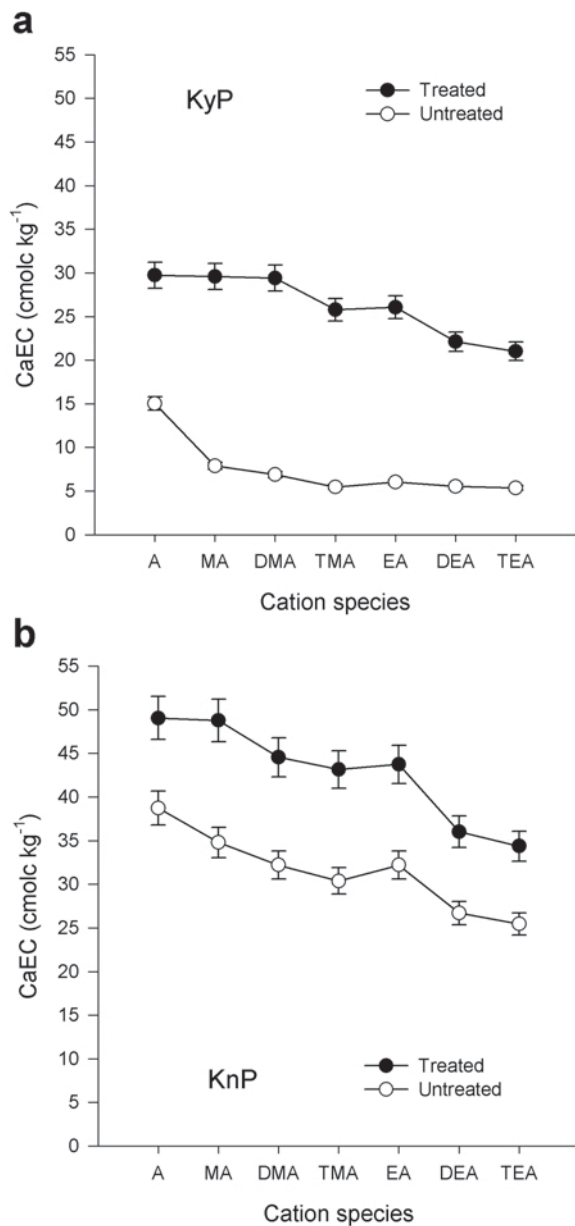 a
55
50
45
40
35
30
25
20
15
10
5
0
CaEC (cmolc kg⁻¹)
KyP
Treated
Untreated
A MA DMA TMA EA DEA TEA
Cation species
b
55
50
45
40
35
30
25
20
15
10
5
0
CaEC (cmolc kg⁻¹)
KnP
Treated
Untreated
A MA DMA TMA EA DEA TEA
Cation species